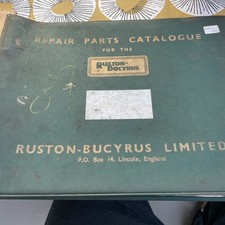 REPAIR PARTS CATALOGUE
FOR THE
RUSTON-
BUCYRUS
RUSTON-BUCYRUS LIMITED
P.O. Box 14, Lincoln, England